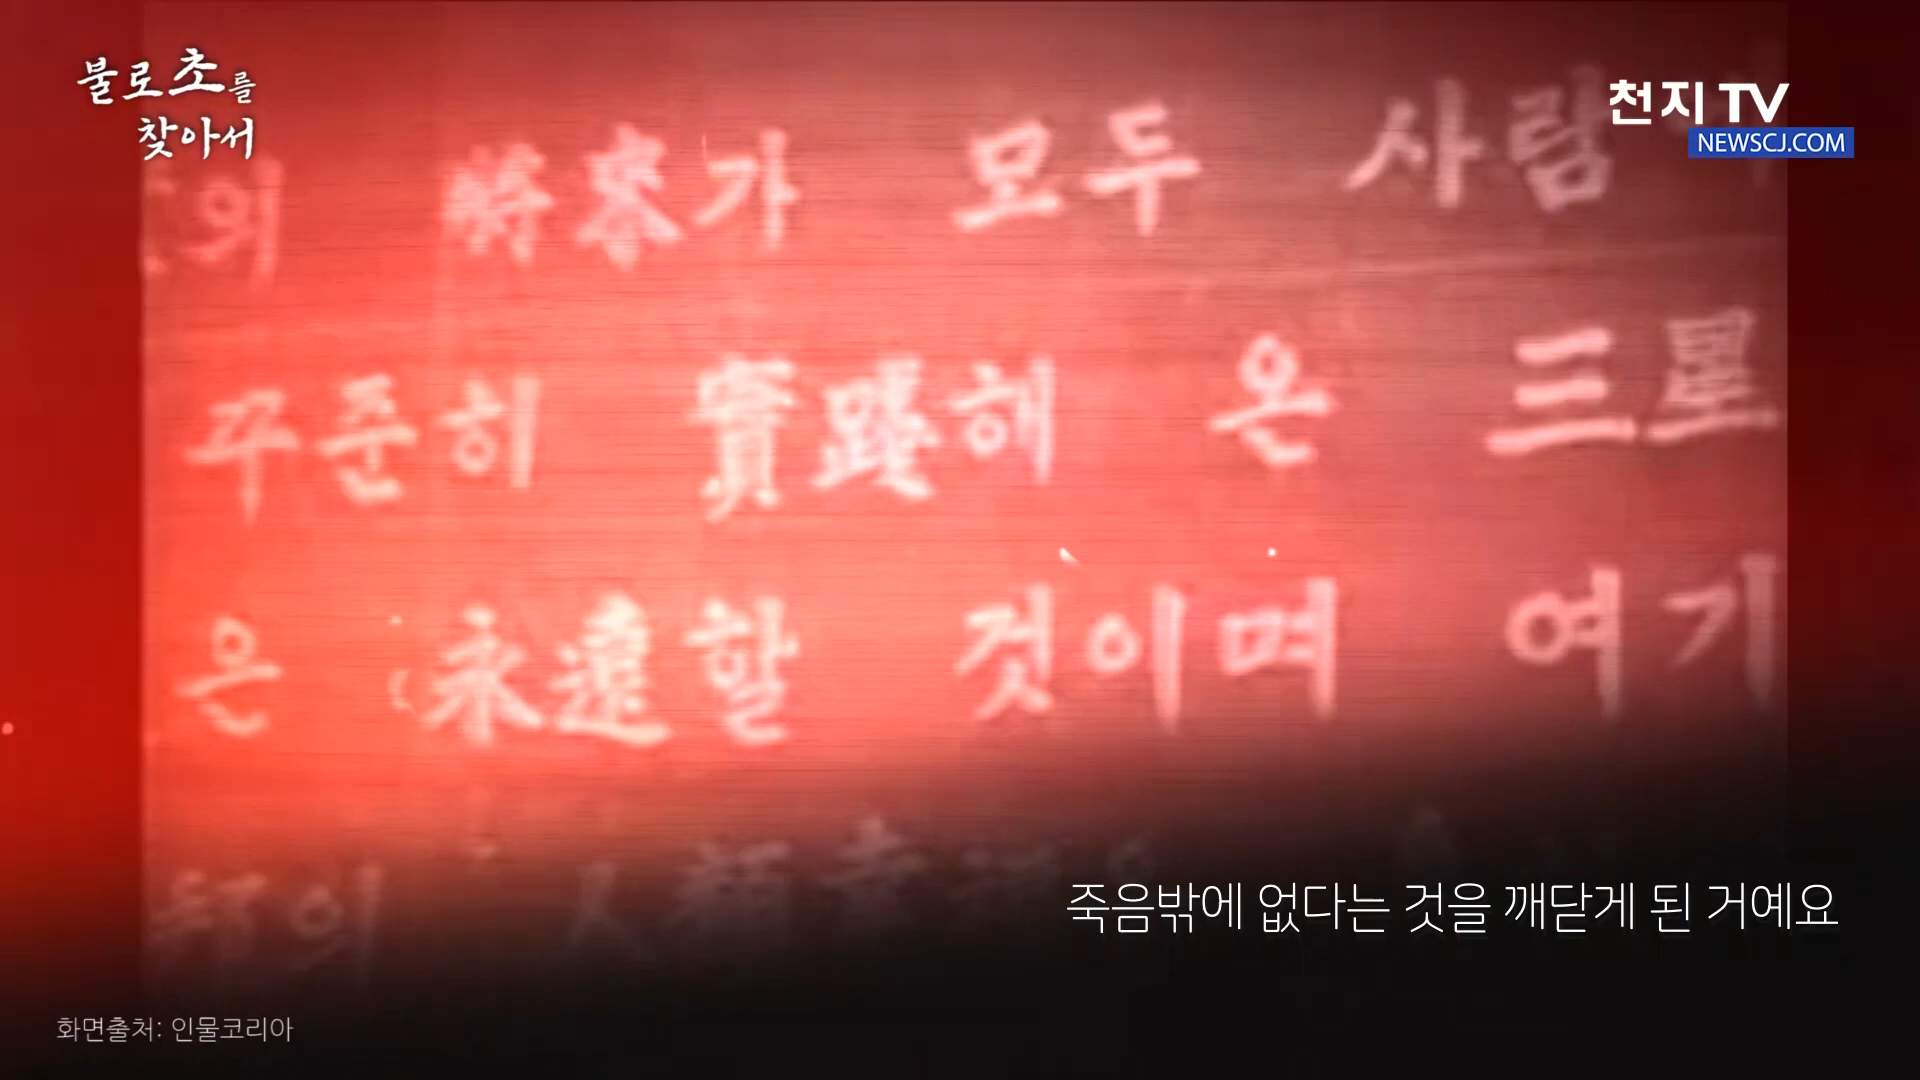 불로초를
찾아서
천지TV
NEWSCJ.COM
의 將來가 모두 사람
꾸준히 實踐해 온 三星
은 永遠할 것이며 여기
죽음밖에 없다는 것을 깨닫게 된 거예요
화면출처: 인물코리아